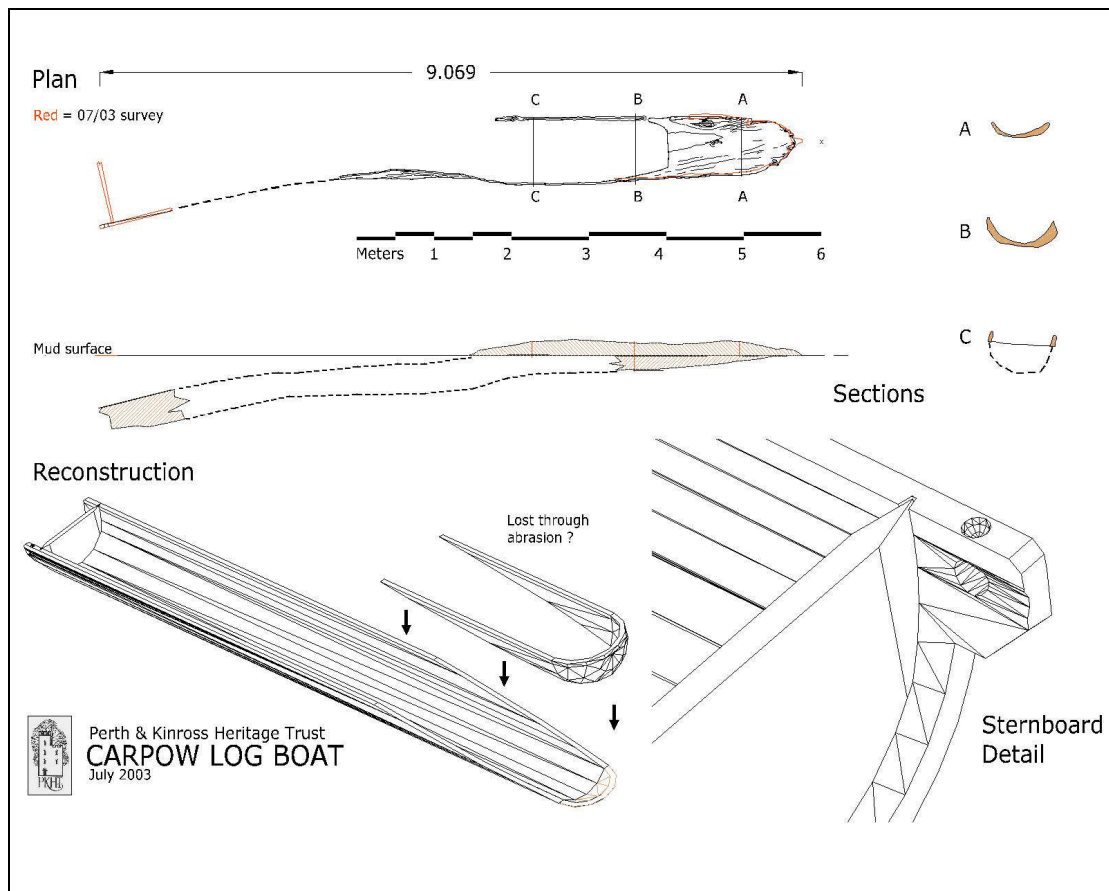 Plan
9.069
Red = 07/03 survey
C B A
C B A
x
Meters 1 2 3 4 5 6
A
B
C
Mud surface
Sections
Reconstruction
Lost through
abrasion ?
Sternboard
Detail
PKHT
Perth & Kinross Heritage Trust
CARPOW LOG BOAT
July 2003